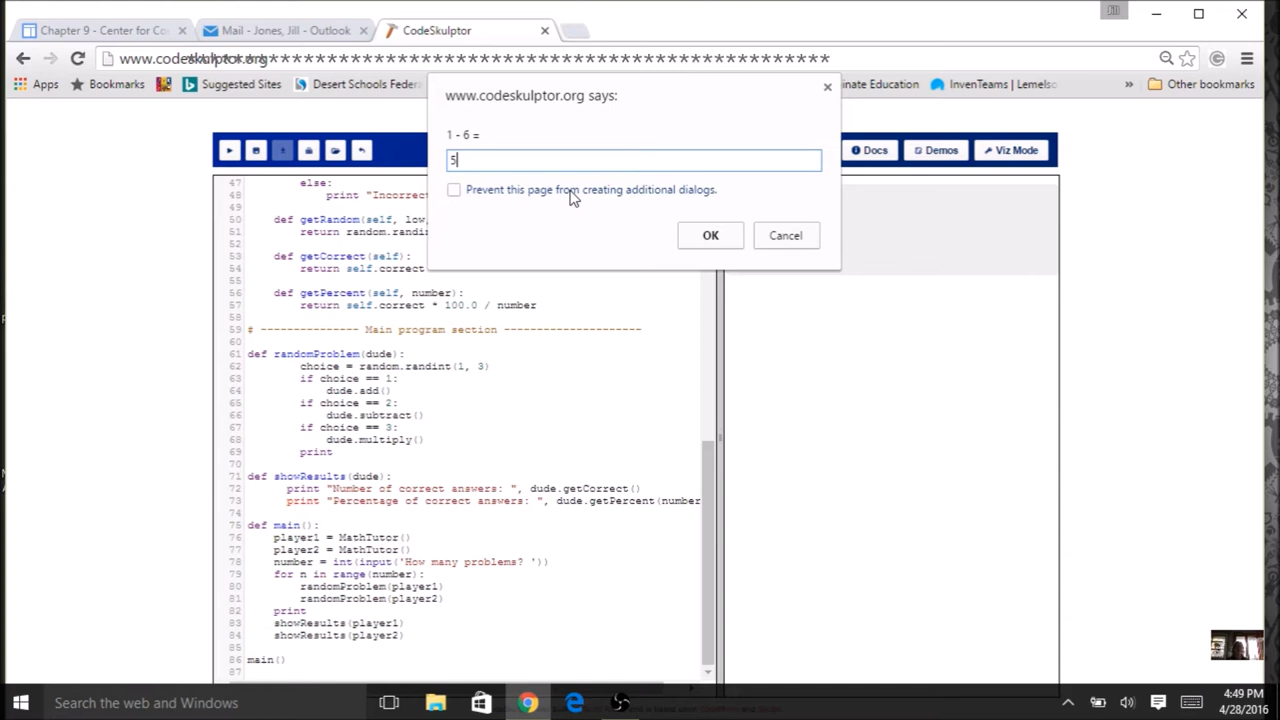 Jill
Chapter 9 - Center for Co
Mail - Jones, Jill - Outlook
CodeSkulptor
www.codeskulptor.org
Apps
Bookmarks
Suggested Sites
Desert Schools Federa
inate Education
InvenTeams | Lemelso
Other bookmarks
www.codeskulptor.org says:
1 - 6 =
5
Prevent this page from creating additional dialogs.
OK
Cancel
Docs
Demos
Viz Mode
47 else:
48 print "Incorrect
49
50 def getRandom(self, low,
51 return random.randi
52
53 def getCorrect(self):
54 return self.correct
55
56 def getPercent(self, number):
57 return self.correct * 100.0 / number
58
59 # --------------- Main program section ---------------------
60
61 def randomProblem(dude):
62 choice = random.randint(1, 3)
63 if choice == 1:
64 dude.add()
65 if choice == 2:
66 dude.subtract()
67 if choice == 3:
68 dude.multiply()
69 print
70
71 def showResults(dude):
72 print "Number of correct answers: ", dude.getCorrect()
73 print "Percentage of correct answers: ", dude.getPercent(number
74
75 def main():
76 player1 = MathTutor()
77 player2 = MathTutor()
78 number = int(input('How many problems? '))
79 for n in range(number):
80 randomProblem(player1)
81 randomProblem(player2)
82 print
83 showResults(player1)
84 showResults(player2)
85
86 main()
87
Search the web and Windows
4:49 PM
4/28/2016